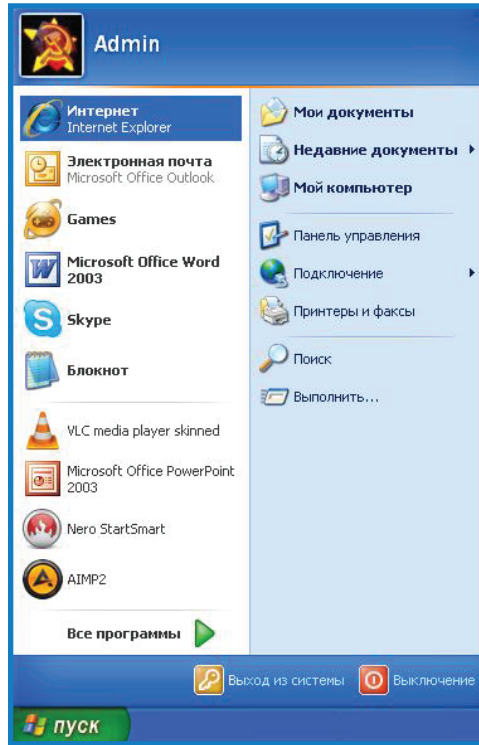 Admin
Интернет
Internet Explorer
Электронная почта
Microsoft Office Outlook
Games
Microsoft Office Word
2003
Skype
Блокнот
VLC media player skinned
Microsoft Office PowerPoint
2003
Nero StartSmart
AIMP2
Все программы
Мои документы
Недавние документы
Мой компьютер
Панель управления
Подключение
Принтеры и факсы
Поиск
Выполнить...
Выход из системы
Выключение
пуск